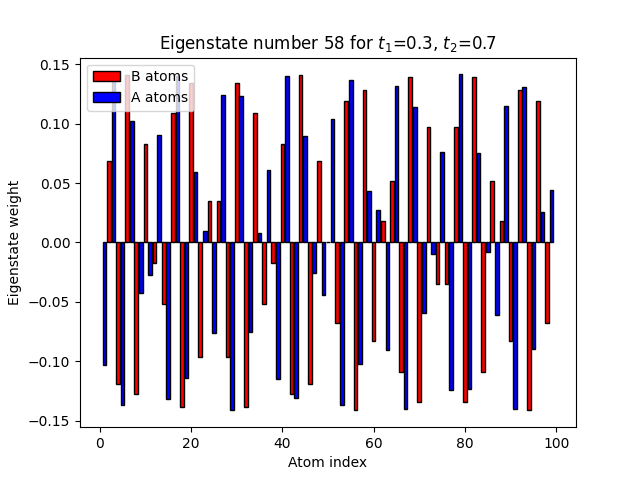 Eigenstate number 58 for t₁=0.3, t₂=0.7
B atoms
A atoms
0.15
0.10
0.05
0.00
−0.05
−0.10
−0.15
Eigenstate weight
0 20 40 60 80 100
Atom index